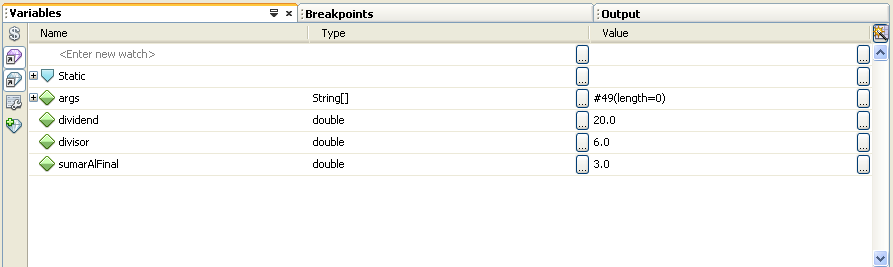 Variables Breakpoints Output
Name Type Value
<Enter new watch> ... ...
Static ... ...
args String[] ... #49(length=0) ...
dividend double ... 20.0 ...
divisor double ... 6.0 ...
sumarAlFinal double ... 3.0 ...